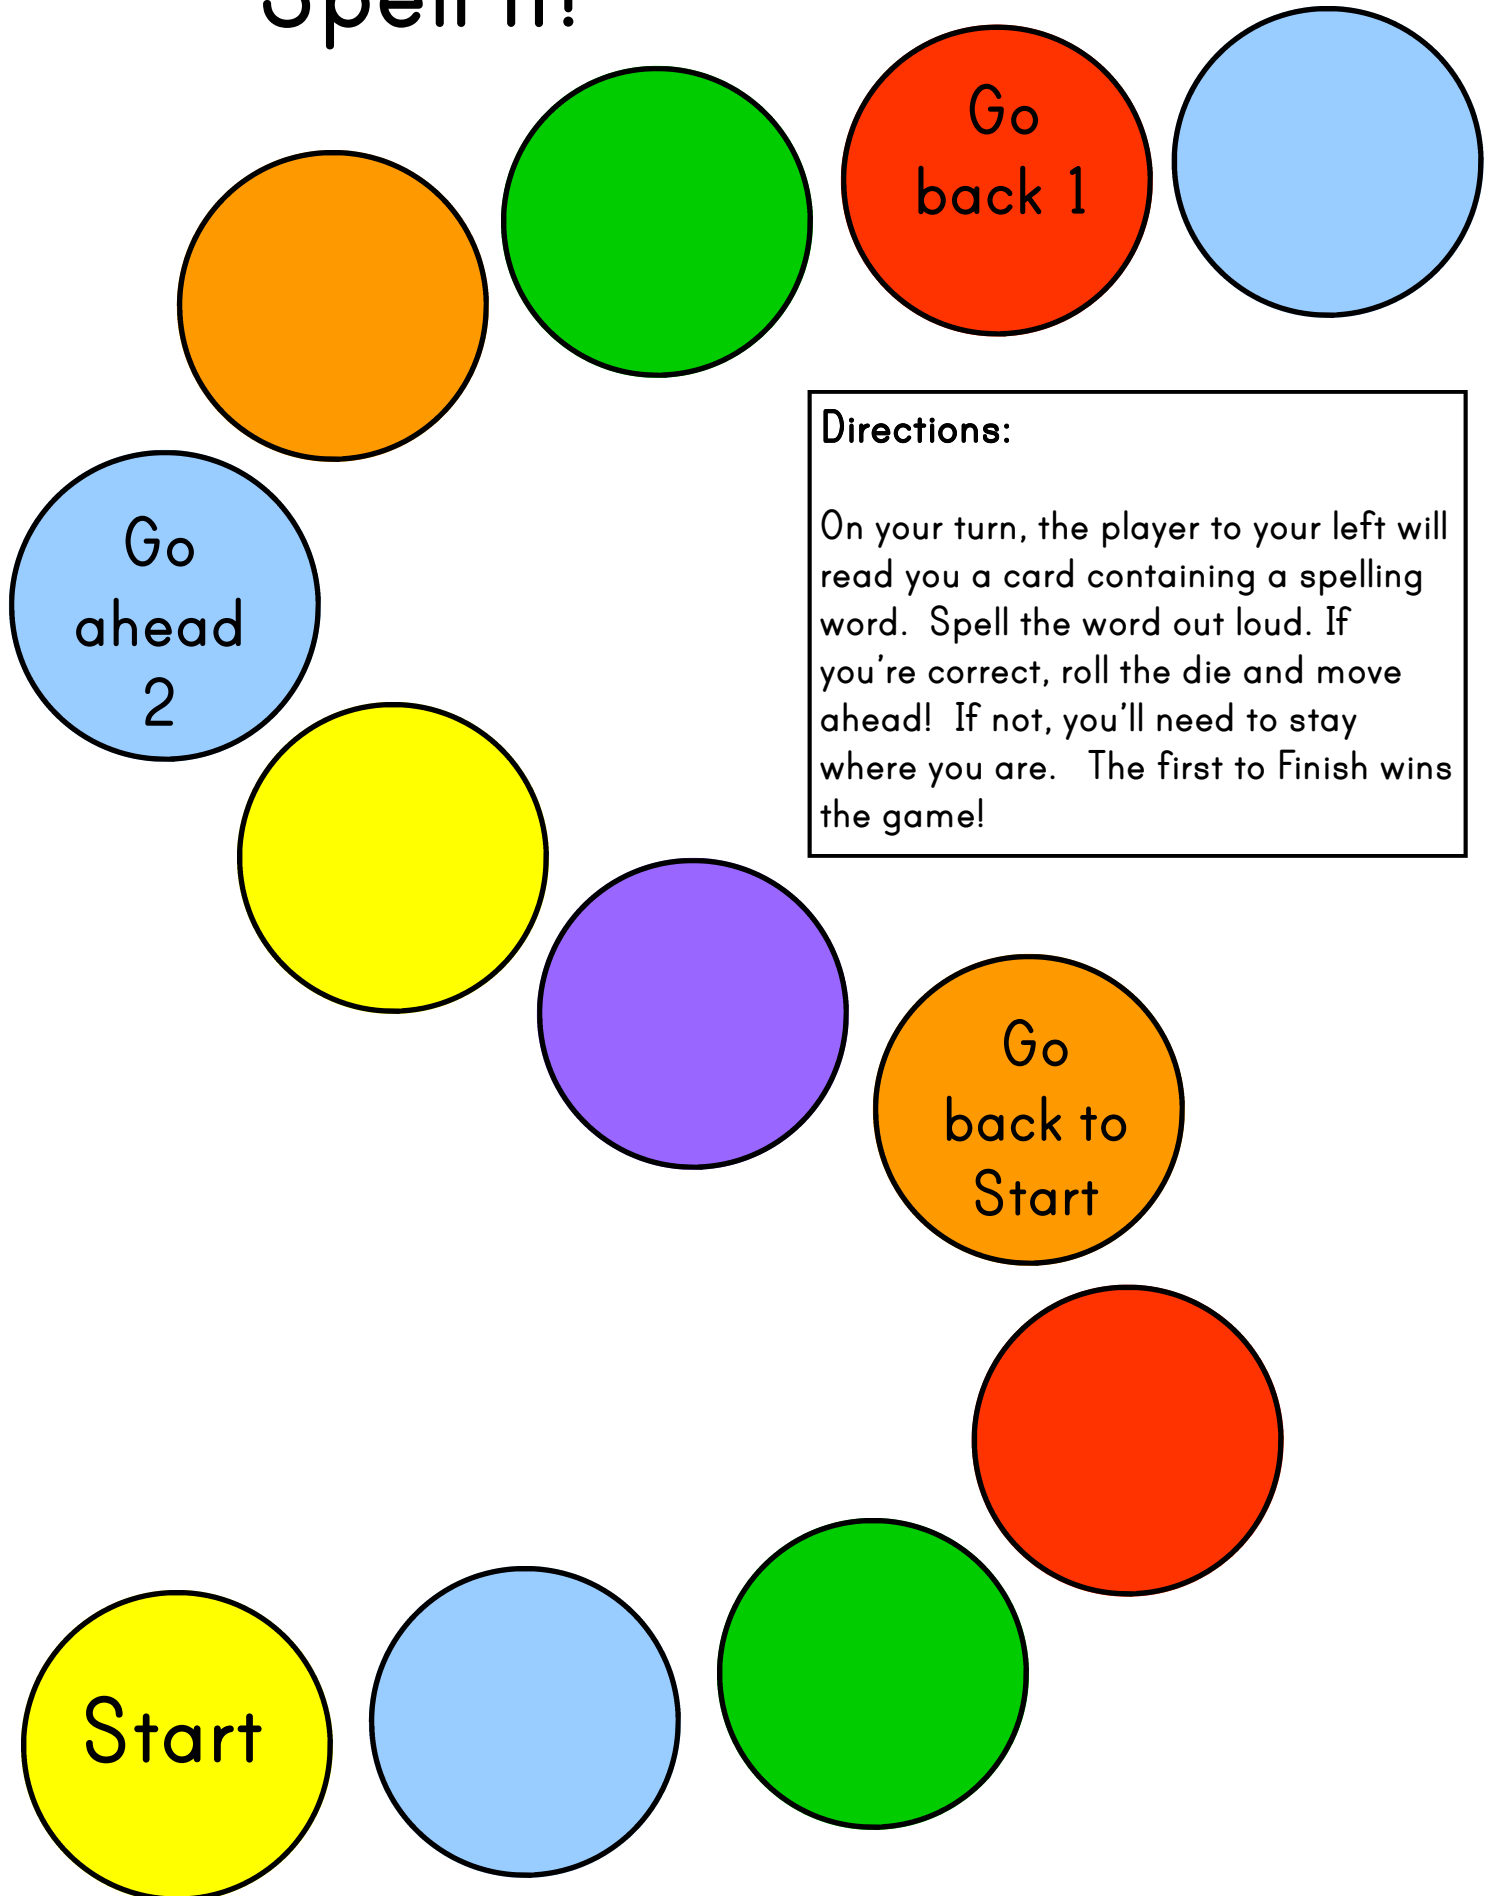 Spell it!
Go
back 1
Go
ahead
2
Directions:
On your turn, the player to your left will
read you a card containing a spelling
word.  Spell the word out loud. If
you're correct, roll the die and move
ahead!  If not, you'll need to stay
where you are.   The first to Finish wins
the game!
Go
back to
Start
Start